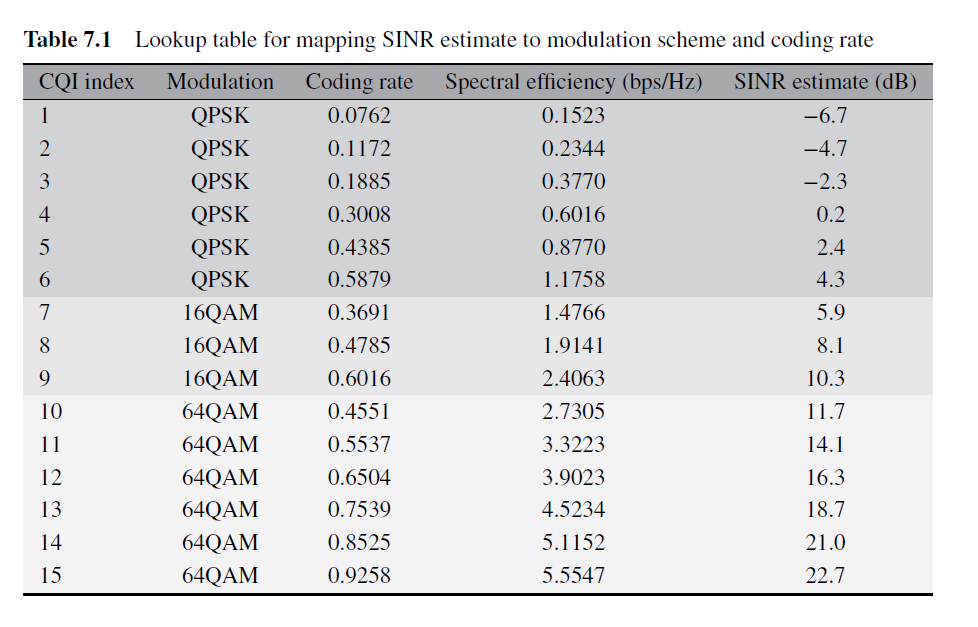 Table 7.1 Lookup table for mapping SINR estimate to modulation scheme and coding rate
CQI index Modulation Coding rate Spectral efficiency (bps/Hz) SINR estimate (dB)
1 QPSK 0.0762 0.1523 −6.7
2 QPSK 0.1172 0.2344 −4.7
3 QPSK 0.1885 0.3770 −2.3
4 QPSK 0.3008 0.6016 0.2
5 QPSK 0.4385 0.8770 2.4
6 QPSK 0.5879 1.1758 4.3
7 16QAM 0.3691 1.4766 5.9
8 16QAM 0.4785 1.9141 8.1
9 16QAM 0.6016 2.4063 10.3
10 64QAM 0.4551 2.7305 11.7
11 64QAM 0.5537 3.3223 14.1
12 64QAM 0.6504 3.9023 16.3
13 64QAM 0.7539 4.5234 18.7
14 64QAM 0.8525 5.1152 21.0
15 64QAM 0.9258 5.5547 22.7